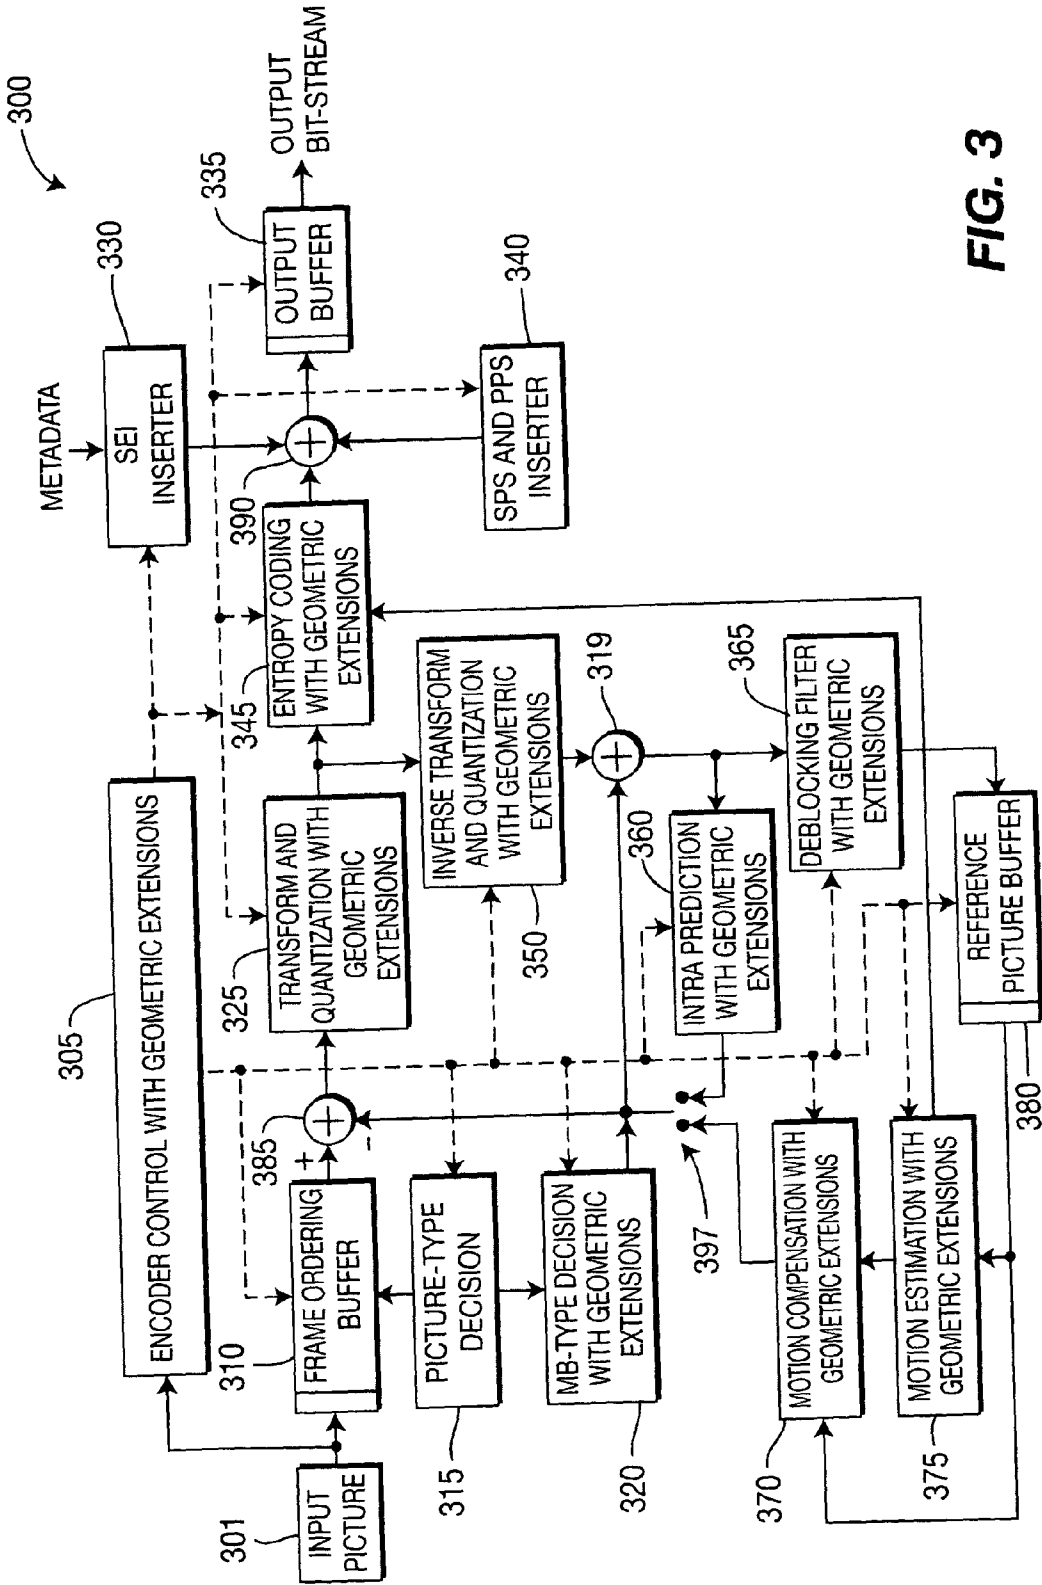 300
METADATA
330
SEI
INSERTER
335
OUTPUT
BUFFER
OUTPUT
BIT-STREAM
305
ENCODER CONTROL WITH GEOMETRIC EXTENSIONS
301
INPUT
PICTURE
310
FRAME ORDERING
BUFFER
385
+
-
+
325
TRANSFORM AND
QUANTIZATION WITH
GEOMETRIC
EXTENSIONS
345
ENTROPY CODING
WITH GEOMETRIC
EXTENSIONS
390
+
340
SPS AND PPS
INSERTER
315
PICTURE-TYPE
DECISION
350
INVERSE TRANSFORM
AND QUANTIZATION
WITH GEOMETRIC
EXTENSIONS
320
MB-TYPE DECISION
WITH GEOMETRIC
EXTENSIONS
319
+
397
360
INTRA PREDICTION
WITH GEOMETRIC
EXTENSIONS
365
DEBLOCKING FILTER
WITH GEOMETRIC
EXTENSIONS
370
MOTION COMPENSATION WITH
GEOMETRIC EXTENSIONS
375
MOTION ESTIMATION WITH
GEOMETRIC EXTENSIONS
380
REFERENCE
PICTURE BUFFER
FIG. 3